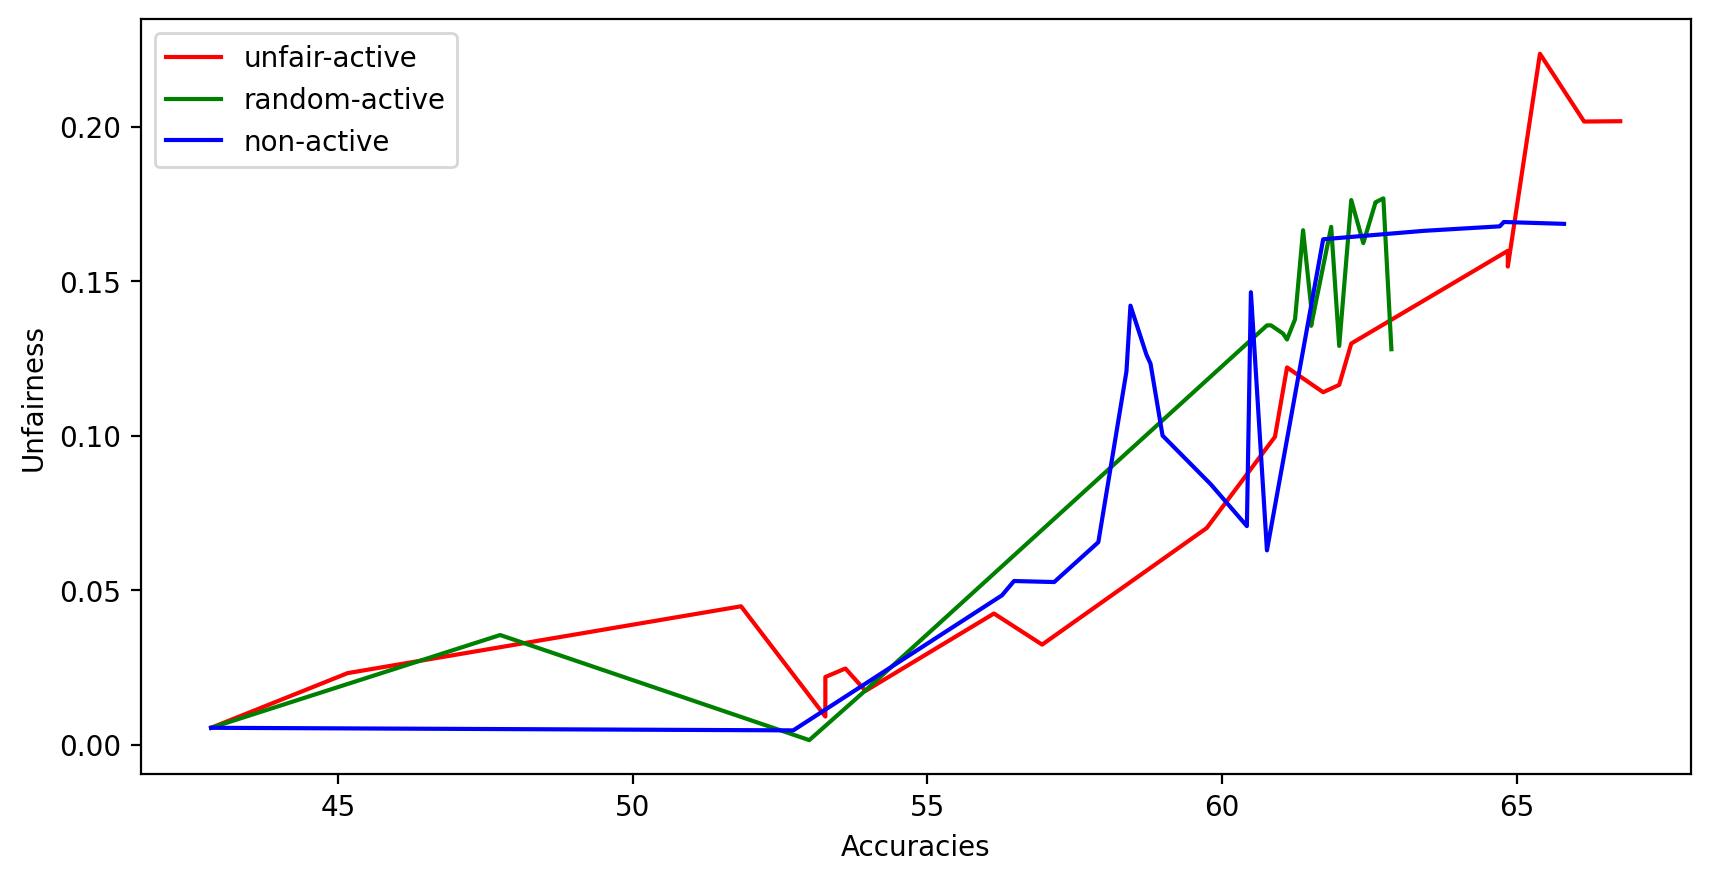 unfair-active
random-active
non-active
Unfairness
0.20
0.15
0.10
0.05
0.00
45 50 55 60 65
Accuracies